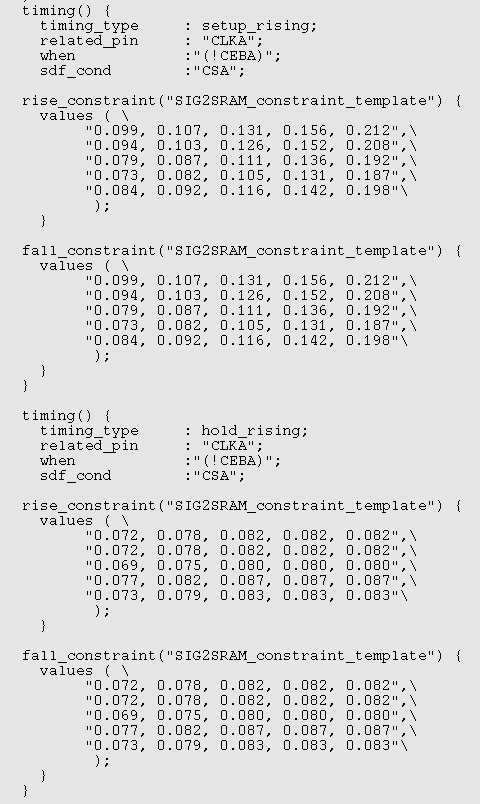 timing() {
timing_type : setup_rising;
related_pin : "CLKA";
when :"(!CEBA)";
sdf_cond :"CSA";
rise_constraint("SIG2SRAM_constraint_template") {
values ( \
"0.099, 0.107, 0.131, 0.156, 0.212",\
"0.094, 0.103, 0.126, 0.152, 0.208",\
"0.079, 0.087, 0.111, 0.136, 0.192",\
"0.073, 0.082, 0.105, 0.131, 0.187",\
"0.084, 0.092, 0.116, 0.142, 0.198"\
);
}
fall_constraint("SIG2SRAM_constraint_template") {
values ( \
"0.099, 0.107, 0.131, 0.156, 0.212",\
"0.094, 0.103, 0.126, 0.152, 0.208",\
"0.079, 0.087, 0.111, 0.136, 0.192",\
"0.073, 0.082, 0.105, 0.131, 0.187",\
"0.084, 0.092, 0.116, 0.142, 0.198"\
);
}
}
timing() {
timing_type : hold_rising;
related_pin : "CLKA";
when :"(!CEBA)";
sdf_cond :"CSA";
rise_constraint("SIG2SRAM_constraint_template") {
values ( \
"0.072, 0.078, 0.082, 0.082, 0.082",\
"0.072, 0.078, 0.082, 0.082, 0.082",\
"0.069, 0.075, 0.080, 0.080, 0.080",\
"0.077, 0.082, 0.087, 0.087, 0.087",\
"0.073, 0.079, 0.083, 0.083, 0.083"\
);
}
fall_constraint("SIG2SRAM_constraint_template") {
values ( \
"0.072, 0.078, 0.082, 0.082, 0.082",\
"0.072, 0.078, 0.082, 0.082, 0.082",\
"0.069, 0.075, 0.080, 0.080, 0.080",\
"0.077, 0.082, 0.087, 0.087, 0.087",\
"0.073, 0.079, 0.083, 0.083, 0.083"\
);
}
}